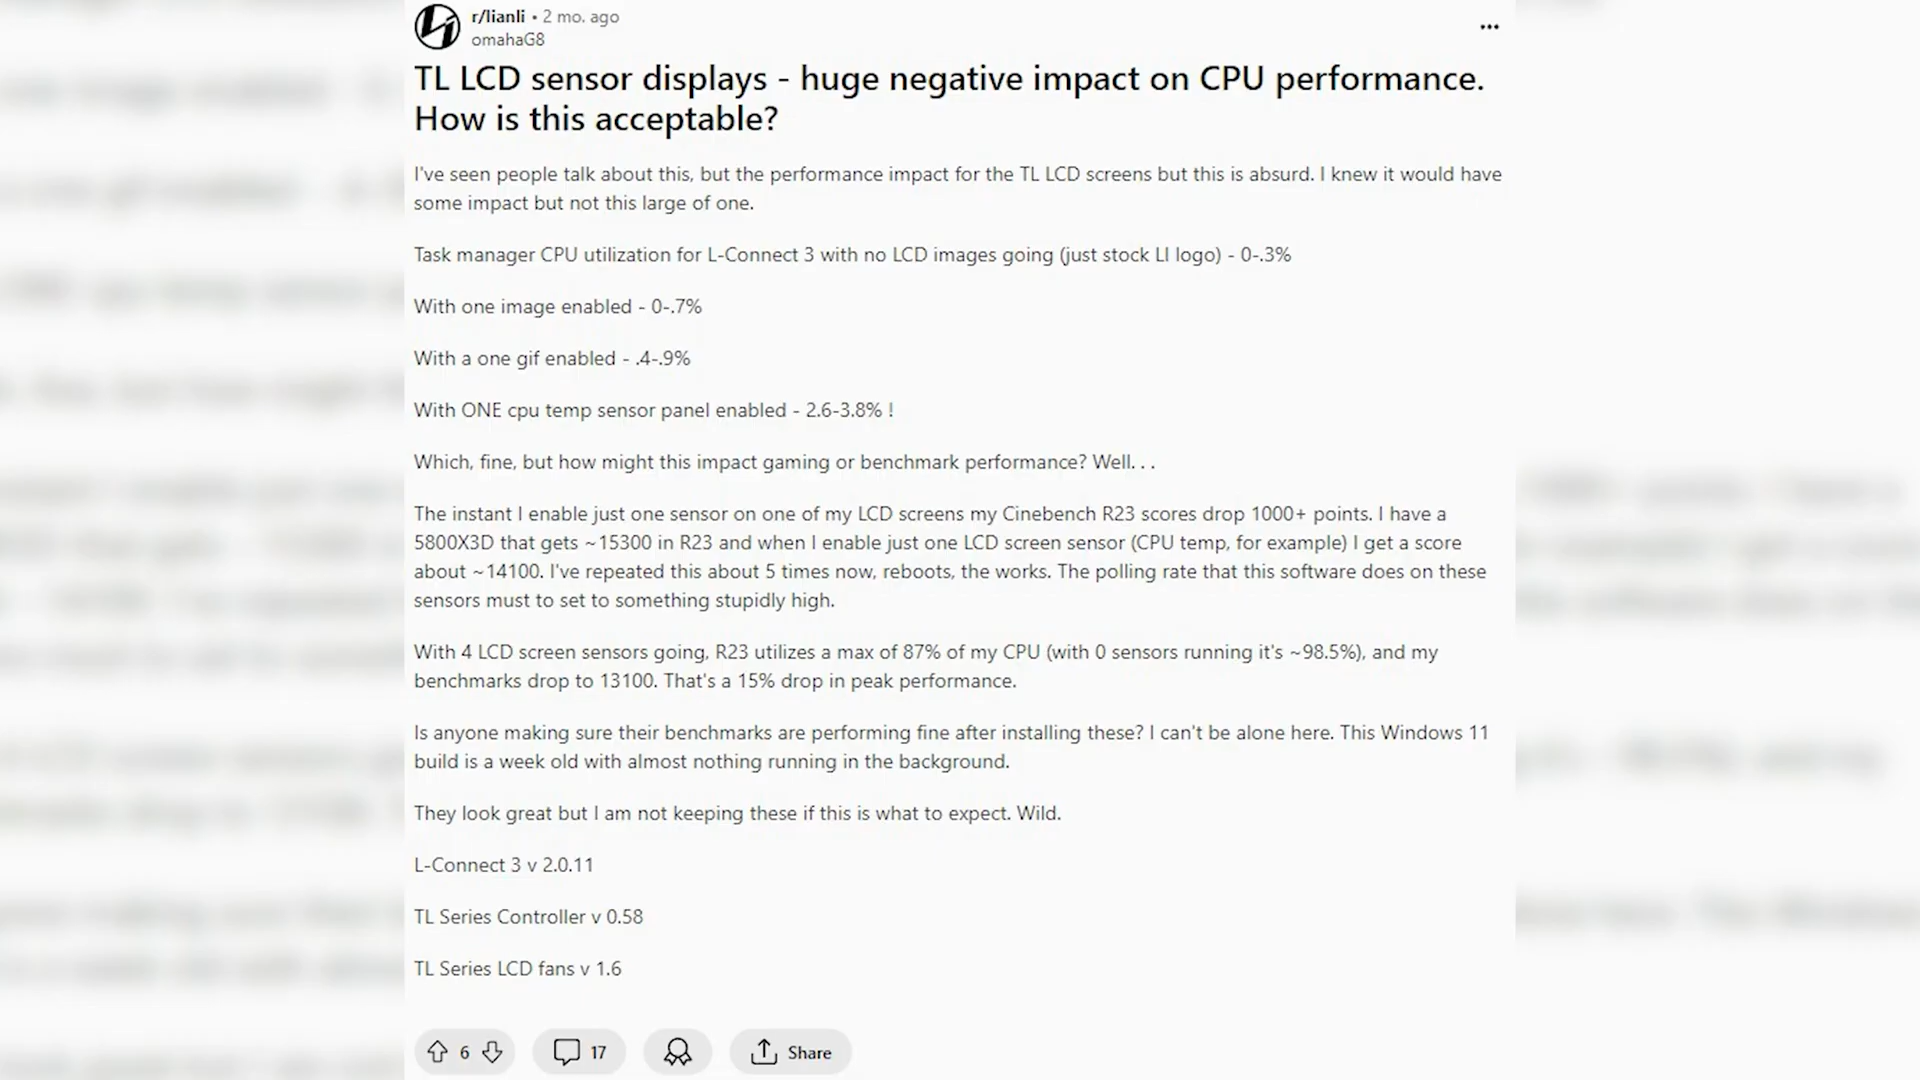 r/lianli • 2 mo. ago
omahaG8
TL LCD sensor displays - huge negative impact on CPU performance.
How is this acceptable?
I've seen people talk about this, but the performance impact for the TL LCD screens but this is absurd. I knew it would have
some impact but not this large of one.
Task manager CPU utilization for L-Connect 3 with no LCD images going (just stock LI logo) - 0-.3%
With one image enabled - 0-.7%
With a one gif enabled - .4-.9%
With ONE cpu temp sensor panel enabled - 2.6-3.8% !
Which, fine, but how might this impact gaming or benchmark performance? Well. . .
The instant I enable just one sensor on one of my LCD screens my Cinebench R23 scores drop 1000+ points. I have a
5800X3D that gets ~15300 in R23 and when I enable just one LCD screen sensor (CPU temp, for example) I get a score
about ~14100. I've repeated this about 5 times now, reboots, the works. The polling rate that this software does on these
sensors must to set to something stupidly high.
With 4 LCD screen sensors going, R23 utilizes a max of 87% of my CPU (with 0 sensors running it's ~98.5%), and my
benchmarks drop to 13100. That's a 15% drop in peak performance.
Is anyone making sure their benchmarks are performing fine after installing these? I can't be alone here. This Windows 11
build is a week old with almost nothing running in the background.
They look great but I am not keeping these if this is what to expect. Wild.
L-Connect 3 v 2.0.11
TL Series Controller v 0.58
TL Series LCD fans v 1.6
6 17 Share